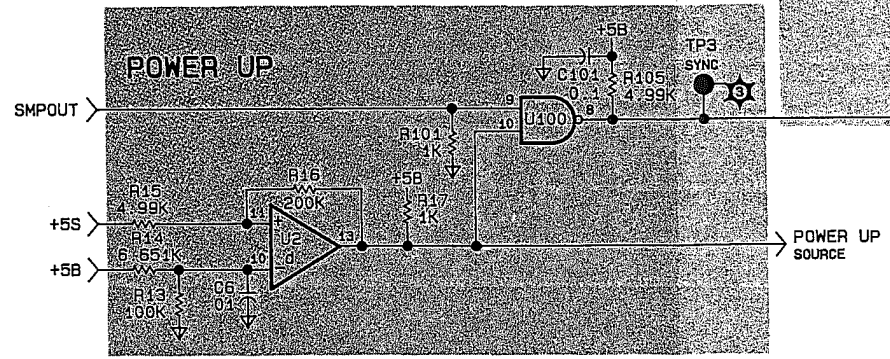 +5B
TP3
SYNC
POWER UP
C101
0.1
R105
4.99K
3
SMPOUT
9
8
U100
10
R101
1K
+5B
R16
200K
R17
1K
R15
4.99K
+5S
11
13
U2
d
POWER UP
SOURCE
R14
6.651K
+5B
10
R13
100K
C6
01